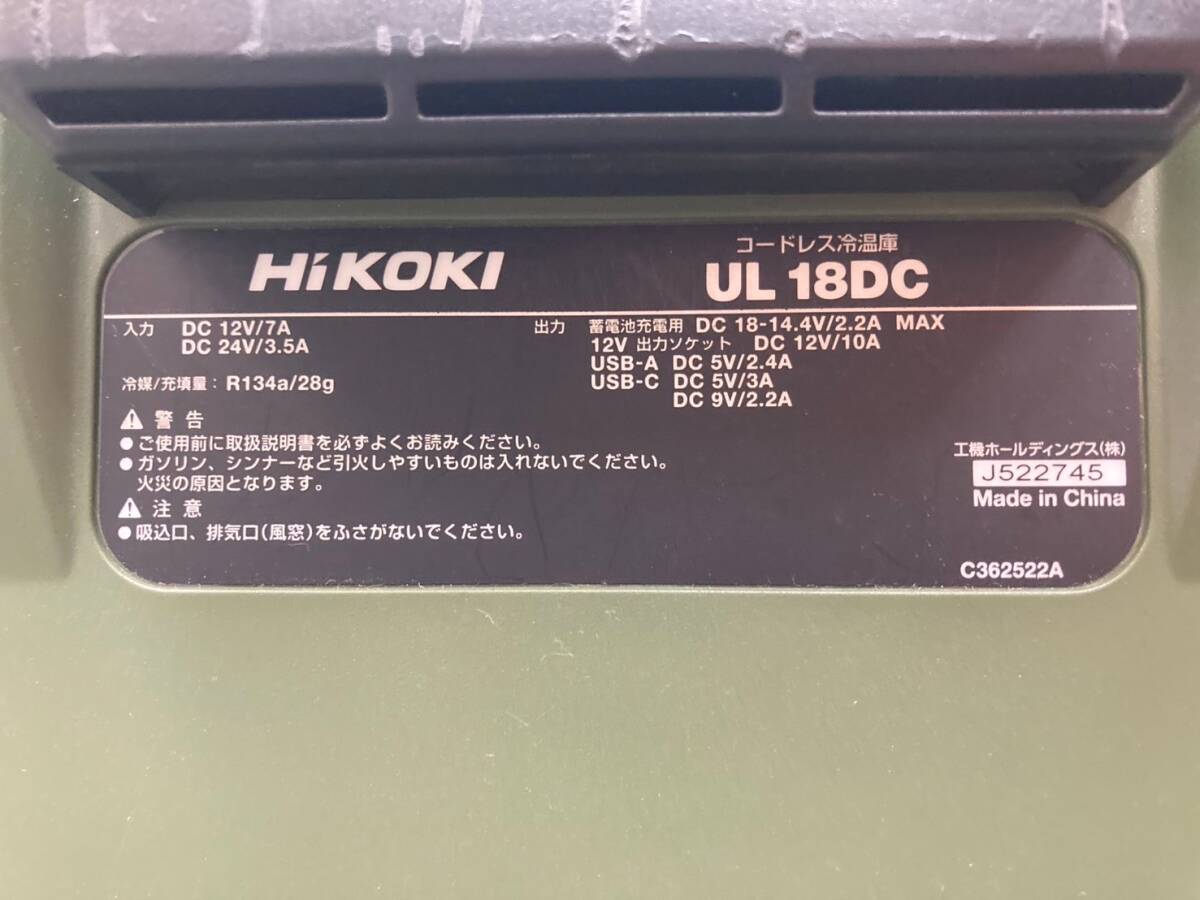 HiKOKI
コードレス冷温庫
UL 18DC
入力 DC 12V/7A
DC 24V/3.5A
冷媒/充填量: R134a/28g
出力 蓄電池充電用 DC 18-14.4V/2.2A MAX
12V 出力ソケット DC 12V/10A
USB-A DC 5V/2.4A
USB-C DC 5V/3A
DC 9V/2.2A
⚠ 警告
●ご使用前に取扱説明書を必ずよくお読みください。
●ガソリン、シンナーなど引火しやすいものは入れないでください。
火災の原因となります。
⚠ 注意
●吸込口、排気口(風窓)をふさがないでください。
工機ホールディングス(株)
J522745
Made in China
C362522A